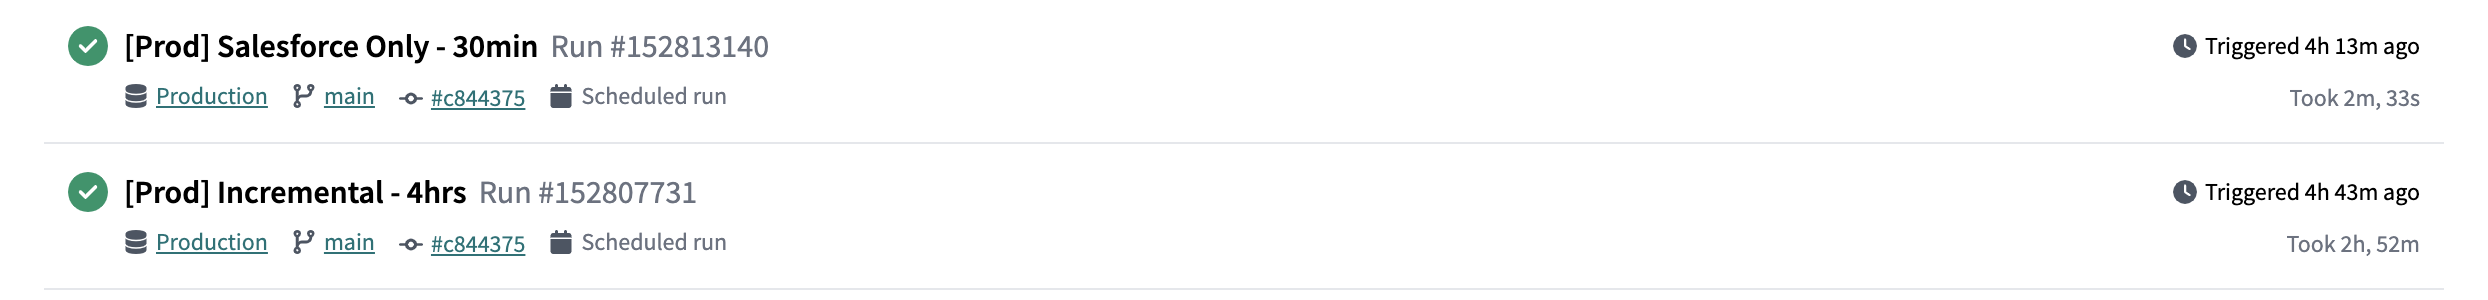 [Prod] Salesforce Only - 30min Run #152813140 Triggered 4h 13m ago
Production main #c844375 Scheduled run Took 2m, 33s
[Prod] Incremental - 4hrs Run #152807731 Triggered 4h 43m ago
Production main #c844375 Scheduled run Took 2h, 52m